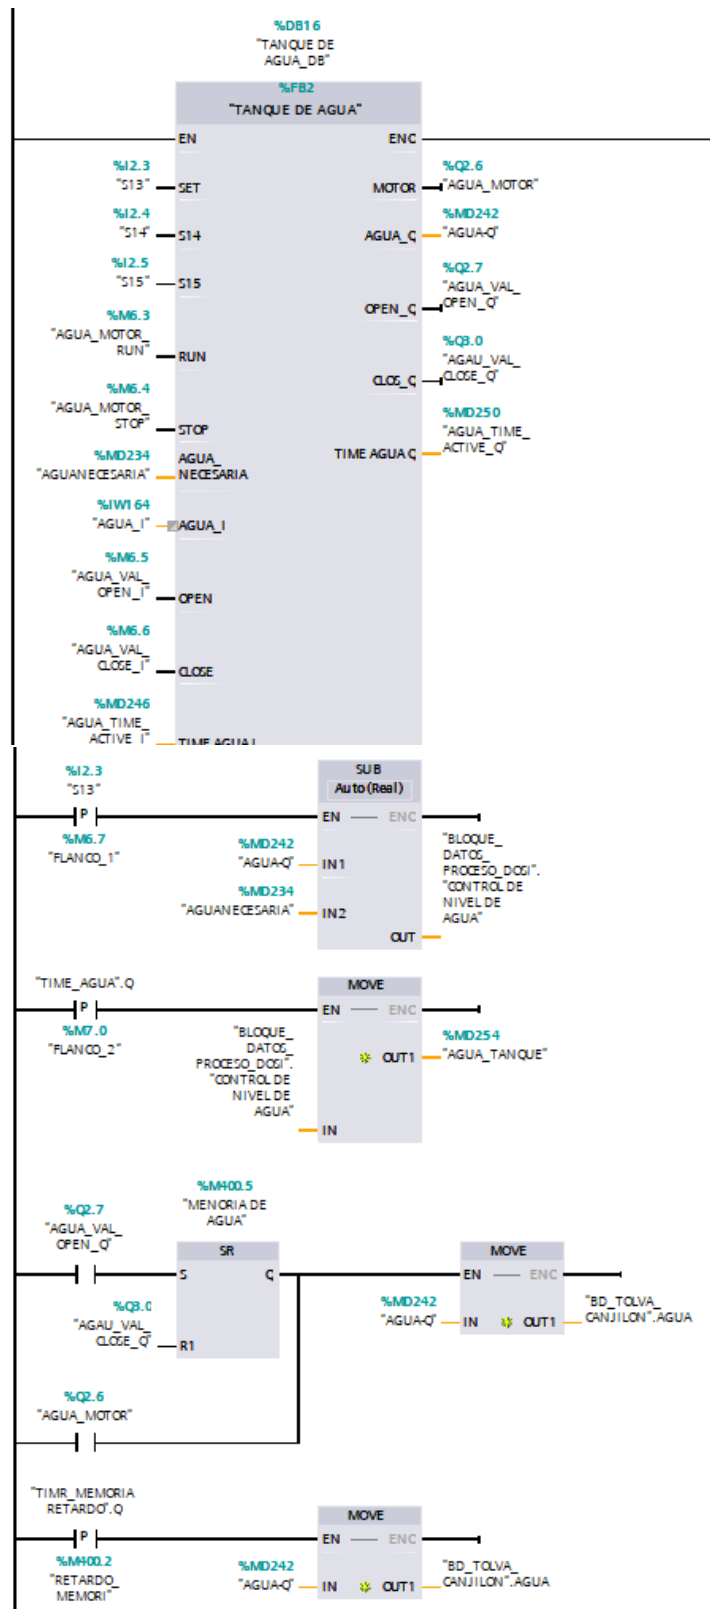 %DB16
"TANQUE DE
AGUA_DB"
%FB2
"TANQUE DE AGUA"
EN
ENO
%I2.3
"S13"
SET
%Q2.6
MOTOR
"AGUA_MOTOR"
%I2.4
"S14"
S14
%MD242
AGUA_Q
"AGUA-Q"
%I2.5
"S15"
S15
%Q2.7
"AGUA_VAL_
OPEN_Q"
OPEN_Q
%M6.3
"AGUA_MOTOR_
RUN"
RUN
%Q3.0
"AGAU_VAL_
CLOSE_Q"
CLOS_Q
%M6.4
"AGUA_MOTOR_
STOP"
STOP
%MD250
"AGUA_TIME_
ACTIVE_Q"
TIME AGUA Q
%MD234
"AGUANECESARIA"
AGUA_
NECESARIA
%IW164
"AGUA_I"
AGUA_I
%M6.5
"AGUA_VAL_
OPEN_I"
OPEN
%M6.6
"AGUA_VAL_
CLOSE_I"
CLOSE
%MD246
"AGUA_TIME_
ACTIVE_I"
TIME AGUA I
%I2.3
"S13"
P
%M6.7
"FLANCO_1"
SUB
Auto (Real)
EN
ENO
%MD242
"AGUA-Q"
IN1
%MD234
"AGUANECESARIA"
IN2
"BLOQUE_
DATOS_
PROCESO_DOSI".
"CONTROL DE
NIVEL DE
AGUA"
OUT
"TIME_AGUA".Q
P
%M7.0
"FLANCO_2"
MOVE
EN
ENO
"BLOQUE_
DATOS_
PROCESO_DOSI".
"CONTROL DE
NIVEL DE
AGUA"
IN
OUT1
%MD254
"AGUA_TANQUE"
%Q2.7
"AGUA_VAL_
OPEN_Q"
%M400.5
"MENORIA DE
AGUA"
SR
S
Q
%Q3.0
"AGAU_VAL_
CLOSE_Q"
R1
MOVE
EN
ENO
%MD242
"AGUA-Q"
IN
OUT1
"BD_TOLVA_
CANJILON".AGUA
%Q2.6
"AGUA_MOTOR"
"TIMR_MEMORIA
RETARDO".Q
P
%M400.2
"RETARDO_
MEMORI"
MOVE
EN
ENO
%MD242
"AGUA-Q"
IN
OUT1
"BD_TOLVA_
CANJILON".AGUA